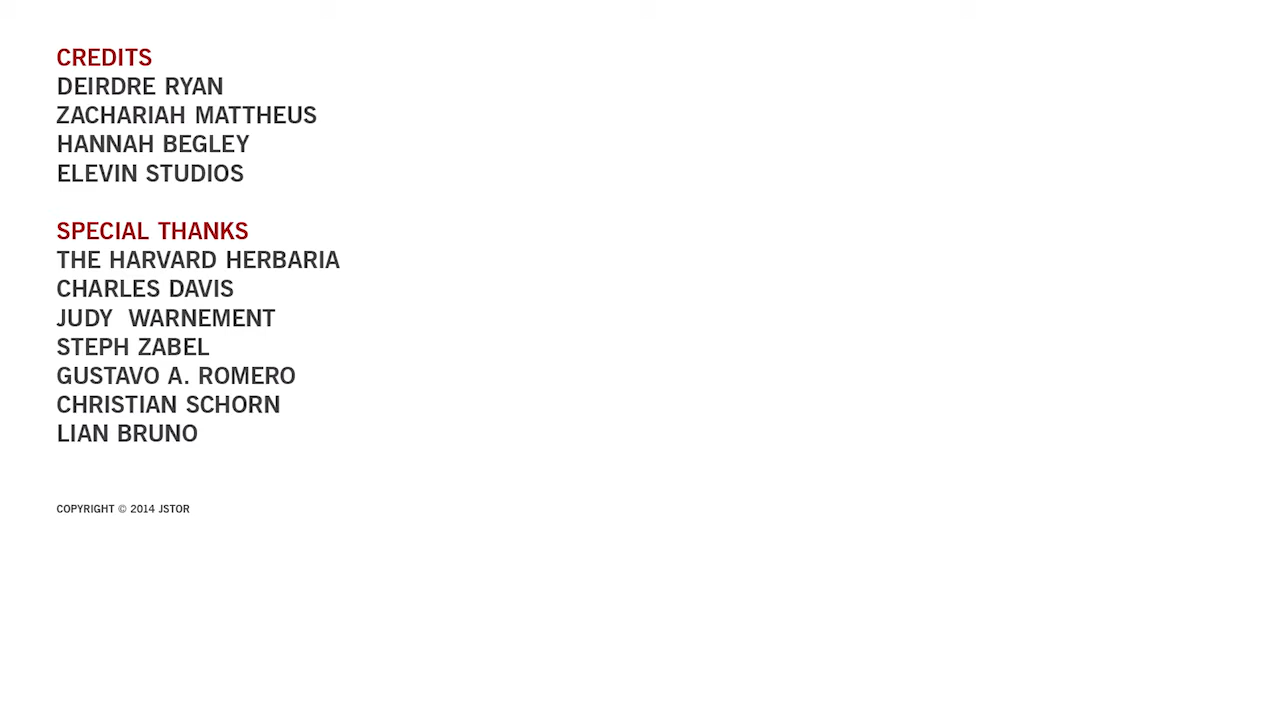 CREDITS
DEIRDRE RYAN
ZACHARIAH MATTHEUS
HANNAH BEGLEY
ELEVIN STUDIOS
SPECIAL THANKS
THE HARVARD HERBARIA
CHARLES DAVIS
JUDY  WARNEMENT
STEPH ZABEL
GUSTAVO A. ROMERO
CHRISTIAN SCHORN
LIAN BRUNO
COPYRIGHT © 2014 JSTOR